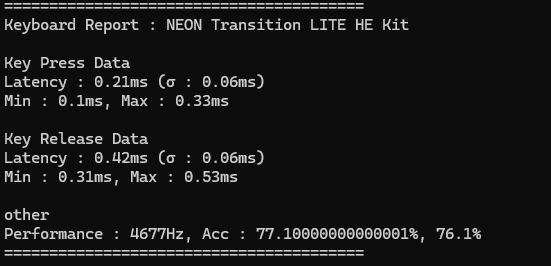 ========================================
Keyboard Report : NEON Transition LITE HE Kit
Key Press Data
Latency : 0.21ms (σ : 0.06ms)
Min : 0.1ms, Max : 0.33ms
Key Release Data
Latency : 0.42ms (σ : 0.06ms)
Min : 0.31ms, Max : 0.53ms
other
Performance : 4677Hz, Acc : 77.10000000000001%, 76.1%
========================================